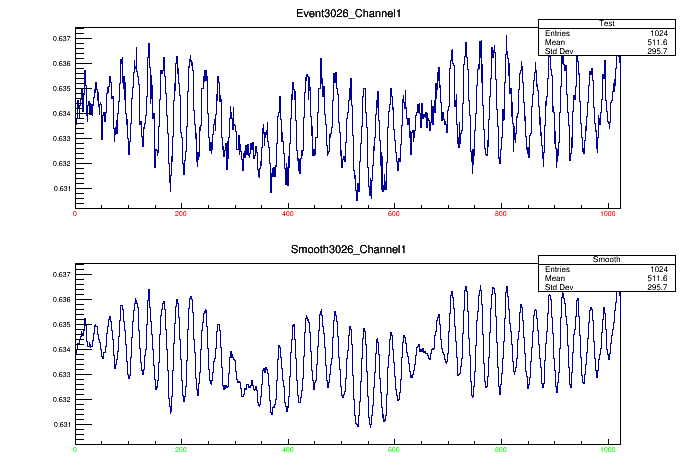 Event3026_Channel1
Test
Entries 1024
Mean 511.6
Std Dev 295.7
0.637
0.636
0.635
0.634
0.633
0.632
0.631
0 200 400 600 800 1000
Smooth3026_Channel1
Smooth
Entries 1024
Mean 511.6
Std Dev 295.7
0.637
0.636
0.635
0.634
0.633
0.632
0.631
0 200 400 600 800 1000